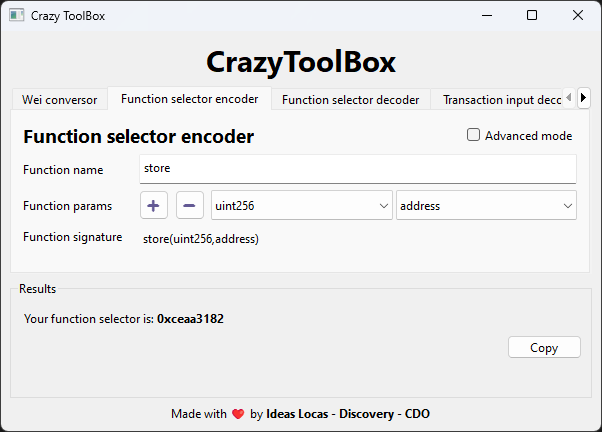 Crazy ToolBox
CrazyToolBox
Wei conversor
Function selector encoder
Function selector decoder
Transaction input deco
Function selector encoder
Advanced mode
Function name
store
Function params
uint256
address
Function signature
store(uint256,address)
Results
Your function selector is: 0xceaa3182
Copy
Made with ❤ by Ideas Locas - Discovery - CDO